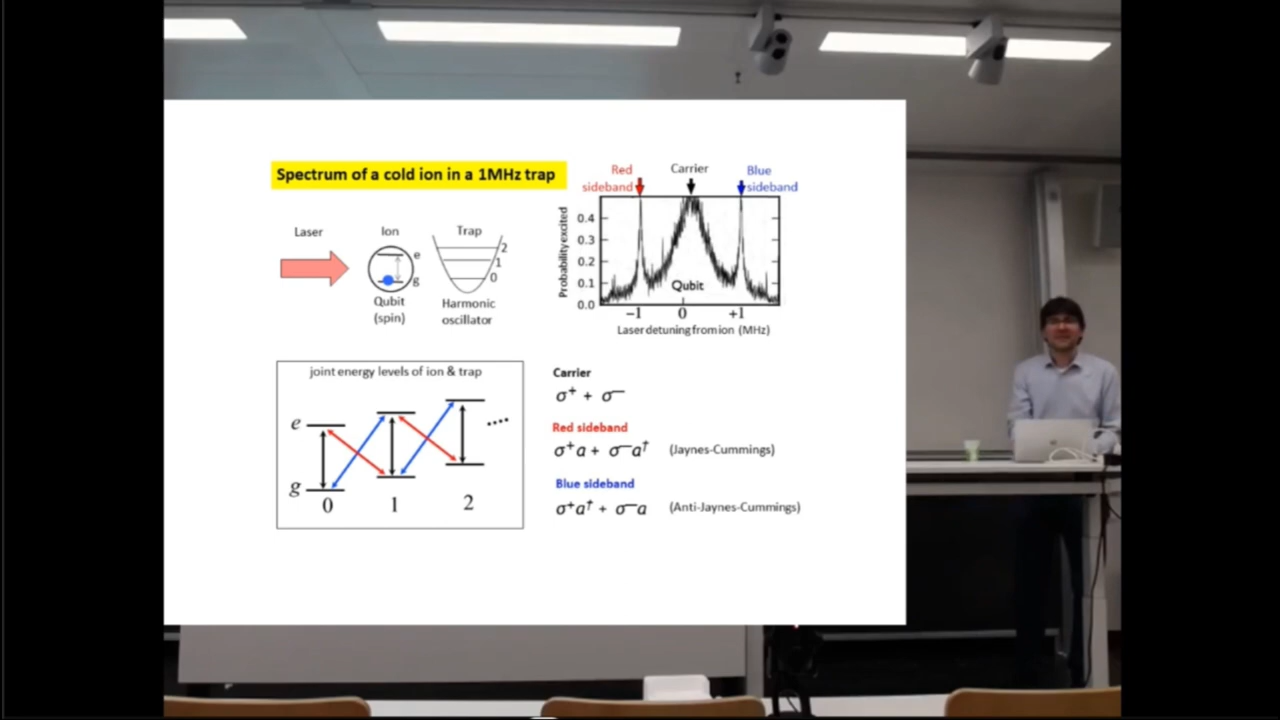 Spectrum of a cold ion in a 1MHz trap
Laser
Ion
Trap
e
g
2
1
0
Qubit
(spin)
Harmonic
oscillator
Red
sideband
Carrier
Blue
sideband
Probability excited
0.4
0.3
0.2
0.1
0.0
Qubit
−1 0 +1
Laser detuning from ion (MHz)
joint energy levels of ion & trap
e
g
0 1 2
....
Carrier
σ⁺ + σ⁻
Red sideband
σ⁺a + σ⁻a† (Jaynes-Cummings)
Blue sideband
σ⁺a† + σ⁻a (Anti-Jaynes-Cummings)